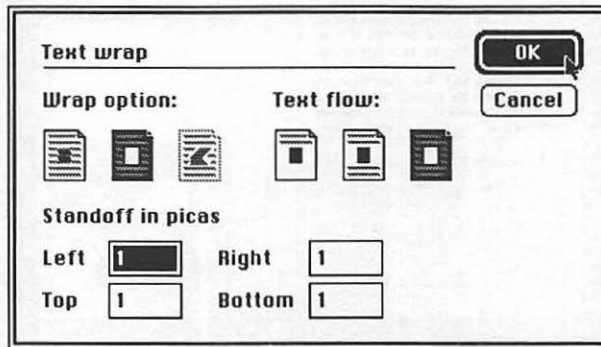 Text wrap
OK
Wrap option: Text flow: Cancel
Standoff in picas
Left 1 Right 1
Top 1 Bottom 1